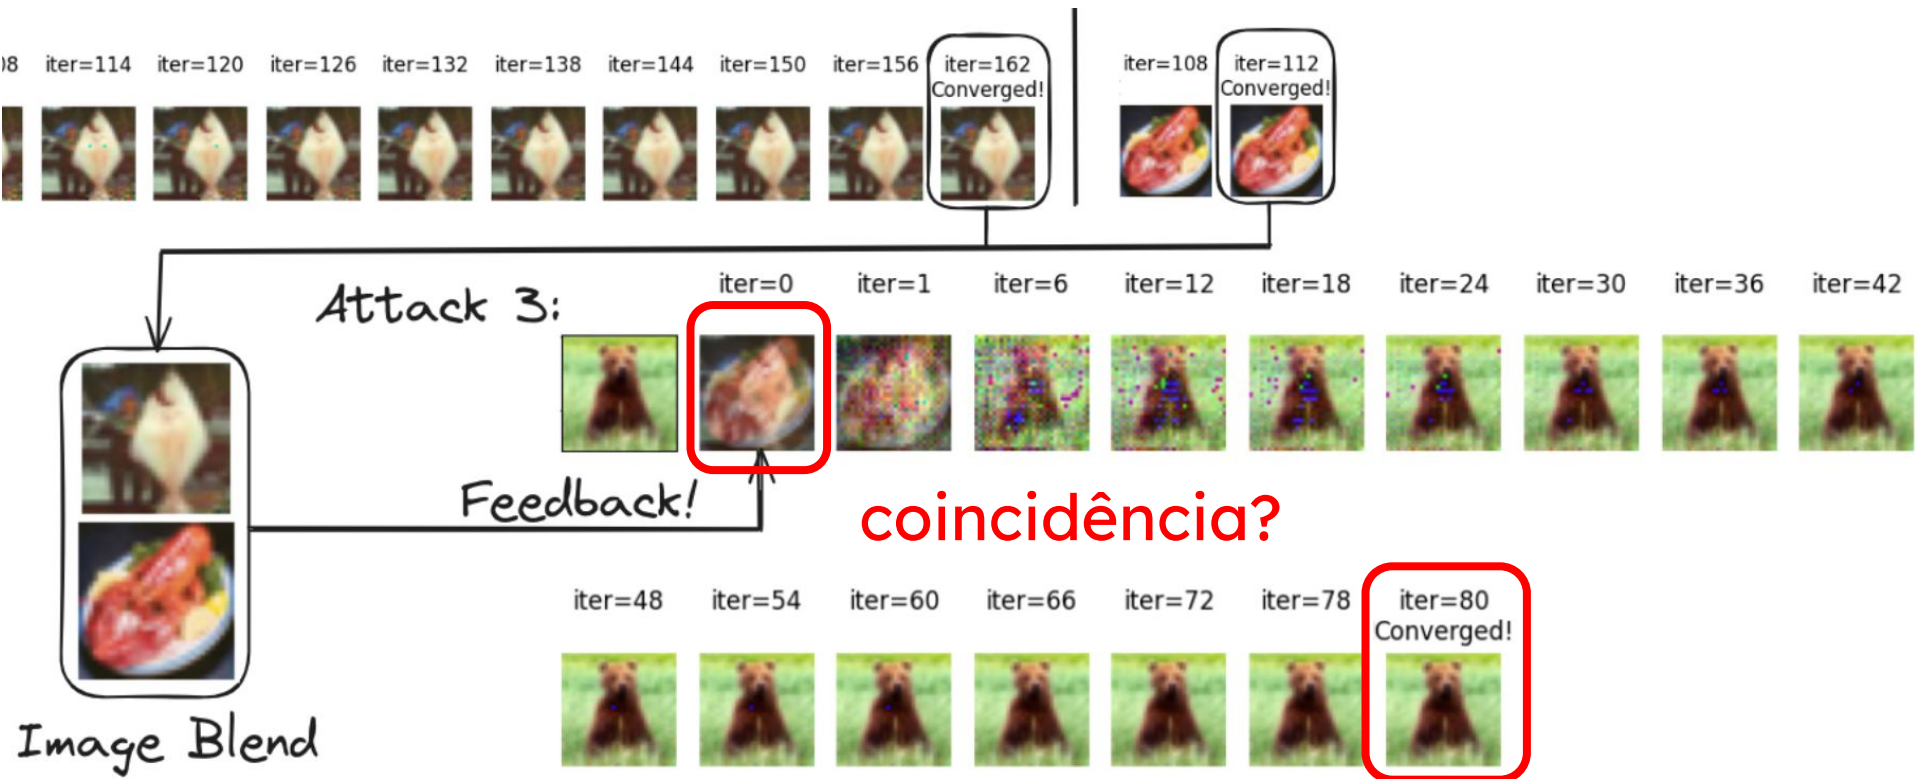 08 iter=114 iter=120 iter=126 iter=132 iter=138 iter=144 iter=150 iter=156 iter=162
Converged!
iter=108 iter=112
Converged!
Attack 3:
iter=0 iter=1 iter=6 iter=12 iter=18 iter=24 iter=30 iter=36 iter=42
Feedback!
coincidência?
iter=48 iter=54 iter=60 iter=66 iter=72 iter=78 iter=80
Converged!
Image Blend